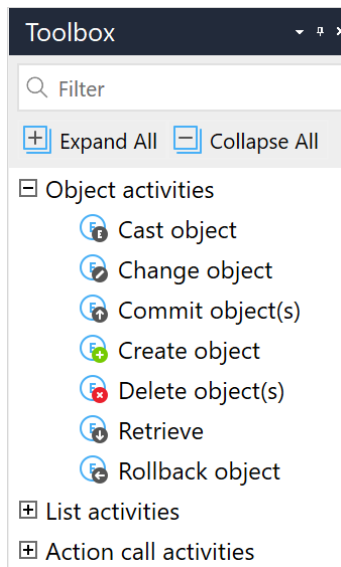 Toolbox
Filter
Expand All Collapse All
Object activities
Cast object
Change object
Commit object(s)
Create object
Delete object(s)
Retrieve
Rollback object
List activities
Action call activities